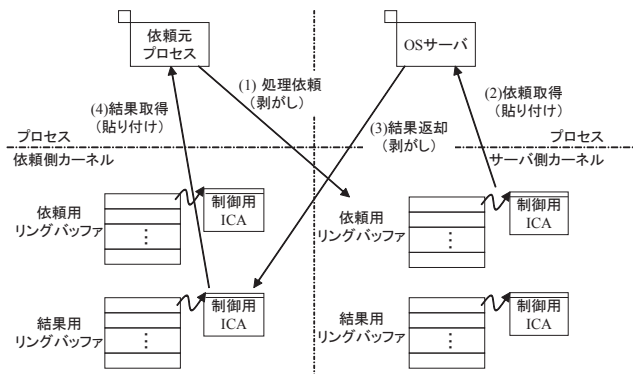 依頼元
プロセス
OSサーバ
(1) 処理依頼
(剥がし)
(2)依頼取得
(貼り付け)
(4)結果取得
(貼り付け)
(3)結果返却
(剥がし)
プロセス
プロセス
依頼側カーネル
サーバ側カーネル
依頼用
リングバッファ
⋮
制御用
ICA
依頼用
リングバッファ
⋮
制御用
ICA
結果用
リングバッファ
⋮
制御用
ICA
結果用
リングバッファ
⋮
制御用
ICA